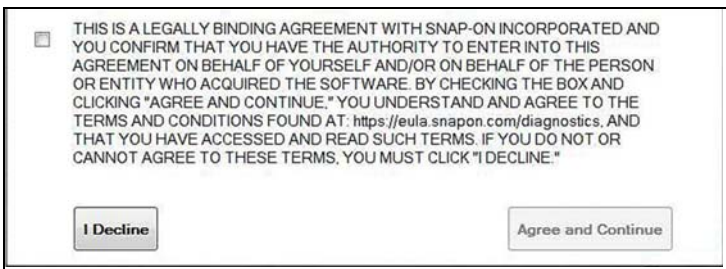 THIS IS A LEGALLY BINDING AGREEMENT WITH SNAP-ON INCORPORATED AND
YOU CONFIRM THAT YOU HAVE THE AUTHORITY TO ENTER INTO THIS
AGREEMENT ON BEHALF OF YOURSELF AND/OR ON BEHALF OF THE PERSON
OR ENTITY WHO ACQUIRED THE SOFTWARE. BY CHECKING THE BOX AND
CLICKING "AGREE AND CONTINUE," YOU UNDERSTAND AND AGREE TO THE
TERMS AND CONDITIONS FOUND AT: https://eula.snapon.com/diagnostics, AND
THAT YOU HAVE ACCESSED AND READ SUCH TERMS. IF YOU DO NOT OR
CANNOT AGREE TO THESE TERMS, YOU MUST CLICK "I DECLINE."
I Decline
Agree and Continue